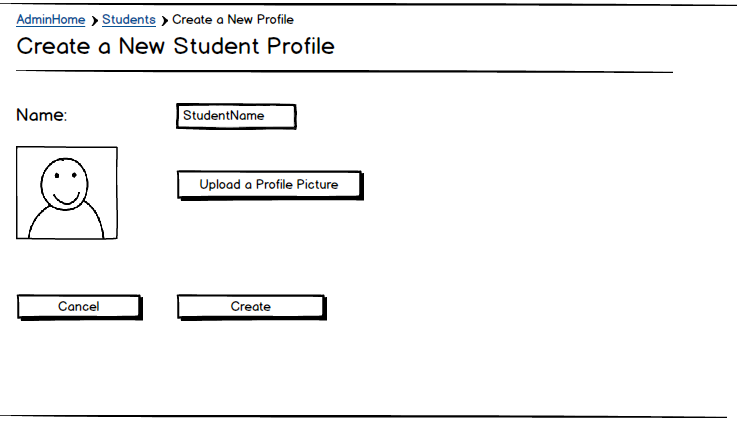 AdminHome ❯ Students ❯ Create a New Profile
Create a New Student Profile
Name: StudentName
Upload a Profile Picture
Cancel Create